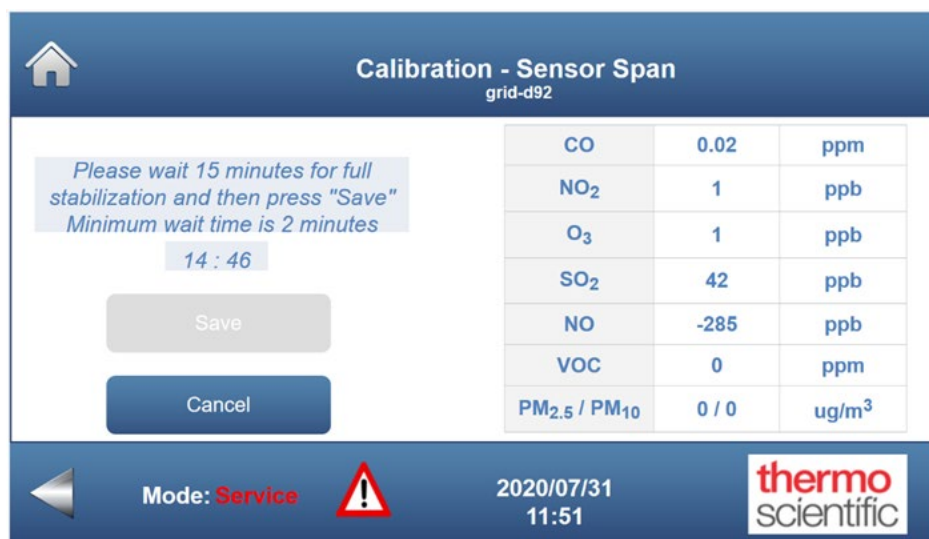 Calibration - Sensor Span
grid-d92
Please wait 15 minutes for full
stabilization and then press "Save"
Minimum wait time is 2 minutes
14 : 46
Save
Cancel
CO 0.02 ppm
NO₂ 1 ppb
O₃ 1 ppb
SO₂ 42 ppb
NO -285 ppb
VOC 0 ppm
PM₂.₅ / PM₁₀ 0 / 0 ug/m³
Mode: Service
2020/07/31
11:51
thermo
scientific